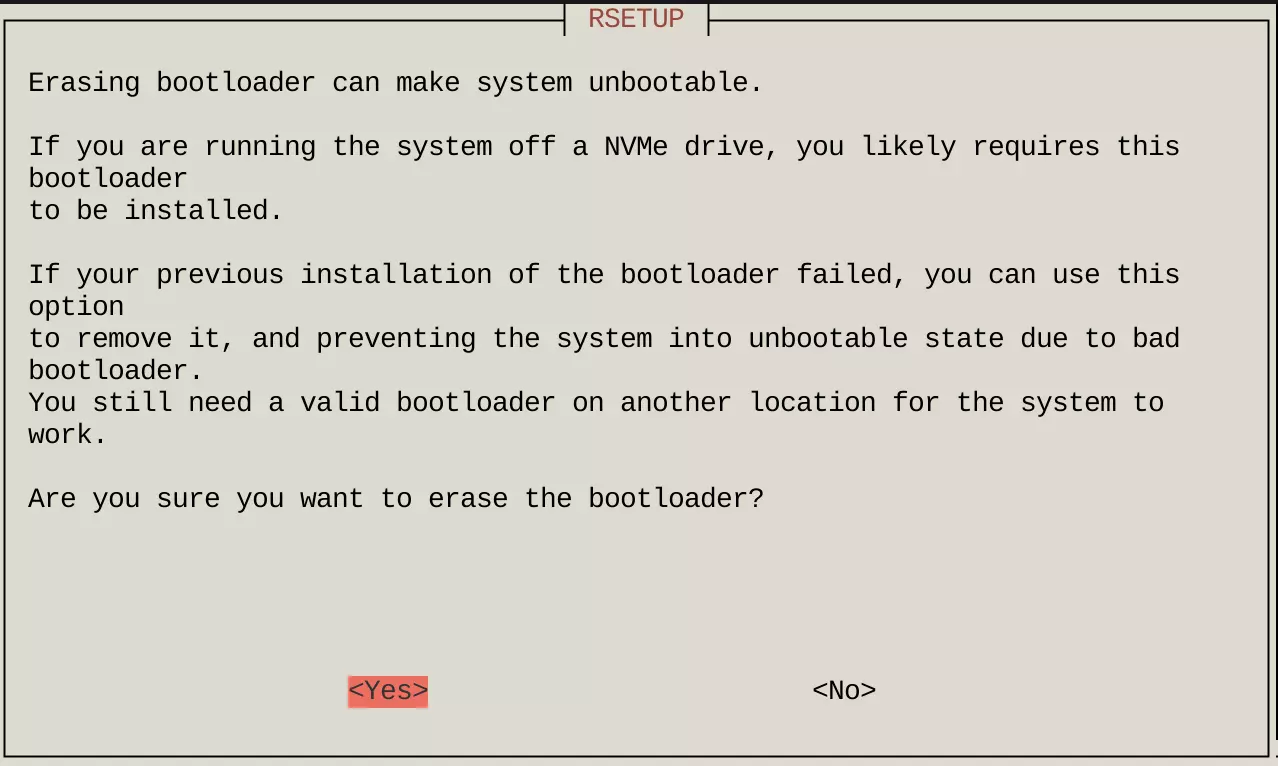 RSETUP
Erasing bootloader can make system unbootable.
If you are running the system off a NVMe drive, you likely requires this
bootloader
to be installed.
If your previous installation of the bootloader failed, you can use this
option
to remove it, and preventing the system into unbootable state due to bad
bootloader.
You still need a valid bootloader on another location for the system to
work.
Are you sure you want to erase the bootloader?
<Yes> <No>